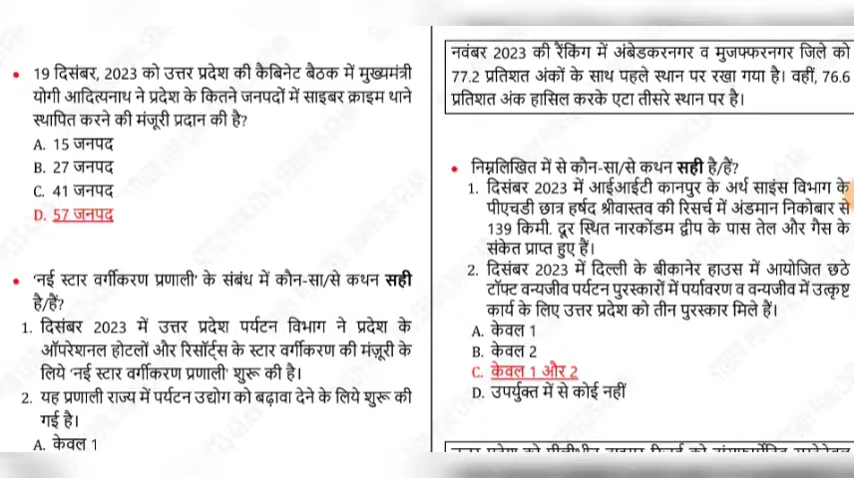 19 दिसंबर, 2023 को उत्तर प्रदेश की कैबिनेट बैठक में मुख्यमंत्री
योगी आदित्यनाथ ने प्रदेश के कितने जनपदों में साइबर क्राइम थाने
स्थापित करने की मंजूरी प्रदान की है?
A. 15 जनपद
B. 27 जनपद
C. 41 जनपद
D. 57 जनपद
'नई स्टार वर्गीकरण प्रणाली' के संबंध में कौन-सा/से कथन सही
है/हैं?
1. दिसंबर 2023 में उत्तर प्रदेश पर्यटन विभाग ने प्रदेश के
ऑपरेशनल होटलों और रिसॉर्ट्स के स्टार वर्गीकरण की मंज़ूरी के
लिये 'नई स्टार वर्गीकरण प्रणाली' शुरू की है।
2. यह प्रणाली राज्य में पर्यटन उद्योग को बढ़ावा देने के लिये शुरू की
गई है।
A. केवल 1
नवंबर 2023 की रैंकिंग में अंबेडकरनगर व मुजफ्फरनगर जिले को
77.2 प्रतिशत अंकों के साथ पहले स्थान पर रखा गया है। वहीं, 76.6
प्रतिशत अंक हासिल करके एटा तीसरे स्थान पर है।
निम्नलिखित में से कौन-सा/से कथन सही है/हैं?
1. दिसंबर 2023 में आईआईटी कानपुर के अर्थ साइंस विभाग के
पीएचडी छात्र हर्षद श्रीवास्तव की रिसर्च में अंडमान निकोबार से
139 किमी. दूर स्थित नारकोंडम द्वीप के पास तेल और गैस के
संकेत प्राप्त हुए हैं।
2. दिसंबर 2023 में दिल्ली के बीकानेर हाउस में आयोजित छठे
टॉफ्ट वन्यजीव पर्यटन पुरस्कारों में पर्यावरण व वन्यजीव में उत्कृष्ट
कार्य के लिए उत्तर प्रदेश को तीन पुरस्कार मिले हैं।
A. केवल 1
B. केवल 2
C. केवल 1 और 2
D. उपर्युक्त में से कोई नहीं